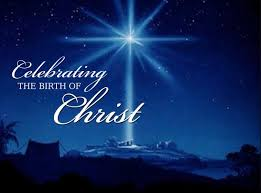 Celebrating
THE BIRTH OF
Christ